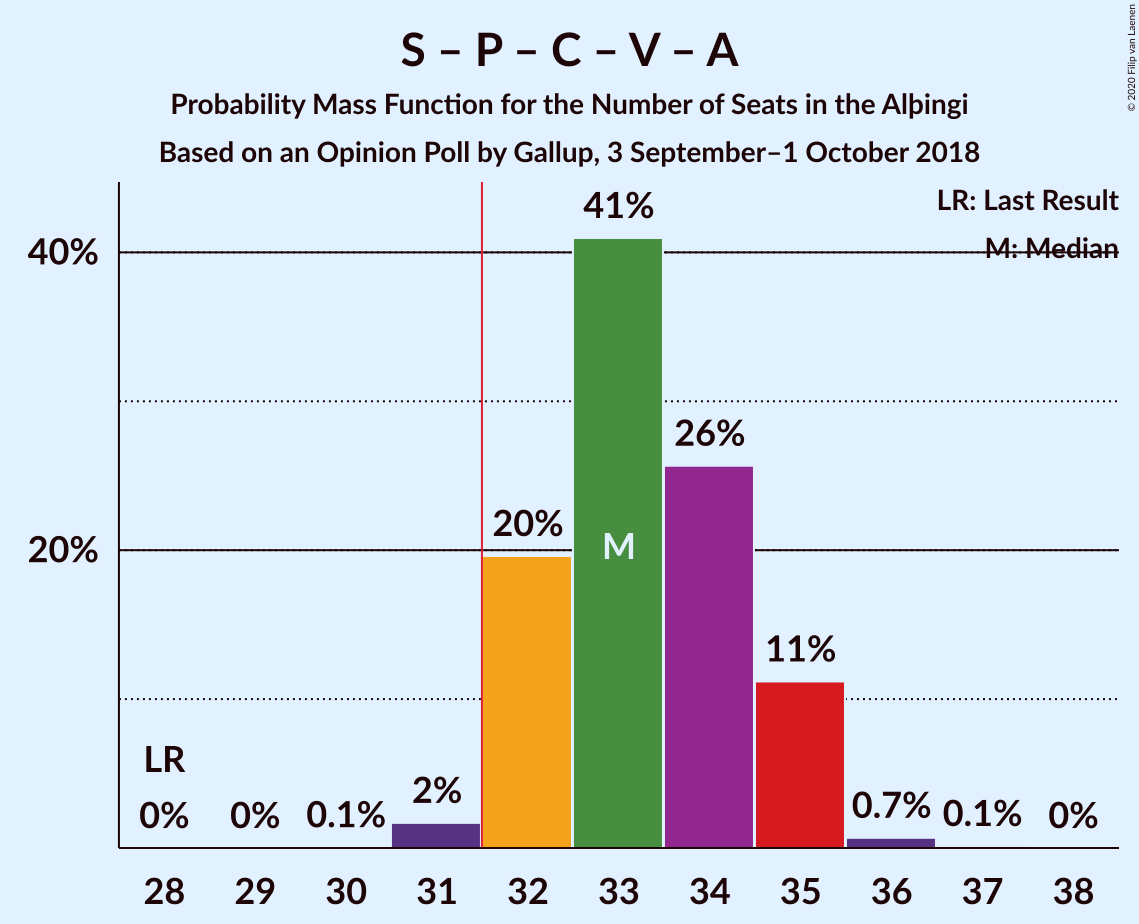 S – P – C – V – A
Probability Mass Function for the Number of Seats in the Alþingi
Based on an Opinion Poll by Gallup, 3 September–1 October 2018
© 2020 Filip van Laenen
LR: Last Result
M: Median
40%
20%
LR
0%
0%
0.1%
2%
20%
41%
M
26%
11%
0.7%
0.1%
0%
28 29 30 31 32 33 34 35 36 37 38